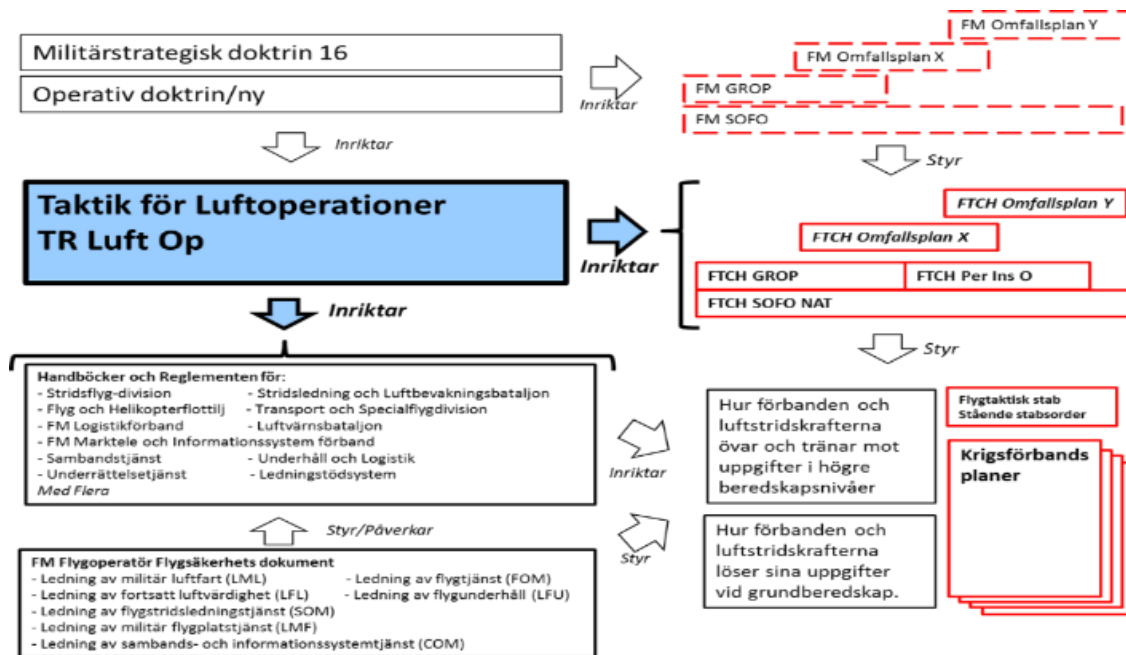 Militärstrategisk doktrin 16
Operativ doktrin/ny
Inriktar
FM Omfallsplan Y
FM Omfallsplan X
FM GROP
FM SOFO
Inriktar
Styr
Taktik för Luftoperationer
TR Luft Op
Inriktar
FTCH Omfallsplan Y
FTCH Omfallsplan X
FTCH GROP
FTCH Per Ins O
FTCH SOFO NAT
Inriktar
Styr
Handböcker och Reglementen för:
- Stridsflyg-division
- Stridsledning och Luftbevakningsbataljon
- Flyg och Helikopterflottilj
- Transport och Specialflygdivision
- FM Logistikförband
- Luftvärnsbataljon
- FM Marktele och Informationssystem förband
- Sambandstjänst
- Underhåll och Logistik
- Underrättelsetjänst
- Ledningstödsystem
Med Flera
Inriktar
Hur förbanden och
luftstridskrafterna
övar och tränar mot
uppgifter i högre
beredskapsnivåer
Flygtaktisk stab
Stående stabsorder
Krigsförbands
planer
Styr/Påverkar
Styr
Hur förbanden och
luftstridskrafterna
löser sina uppgifter
vid grundberedskap.
FM Flygoperatör Flygsäkerhets dokument
- Ledning av militär luftfart (LML)
- Ledning av flygtjänst (FOM)
- Ledning av fortsatt luftvärdighet (LFL)
- Ledning av flygunderhåll (LFU)
- Ledning av flygstridsledningstjänst (SOM)
- Ledning av militär flygplatstjänst (LMF)
- Ledning av sambands- och informationssystemtjänst (COM)